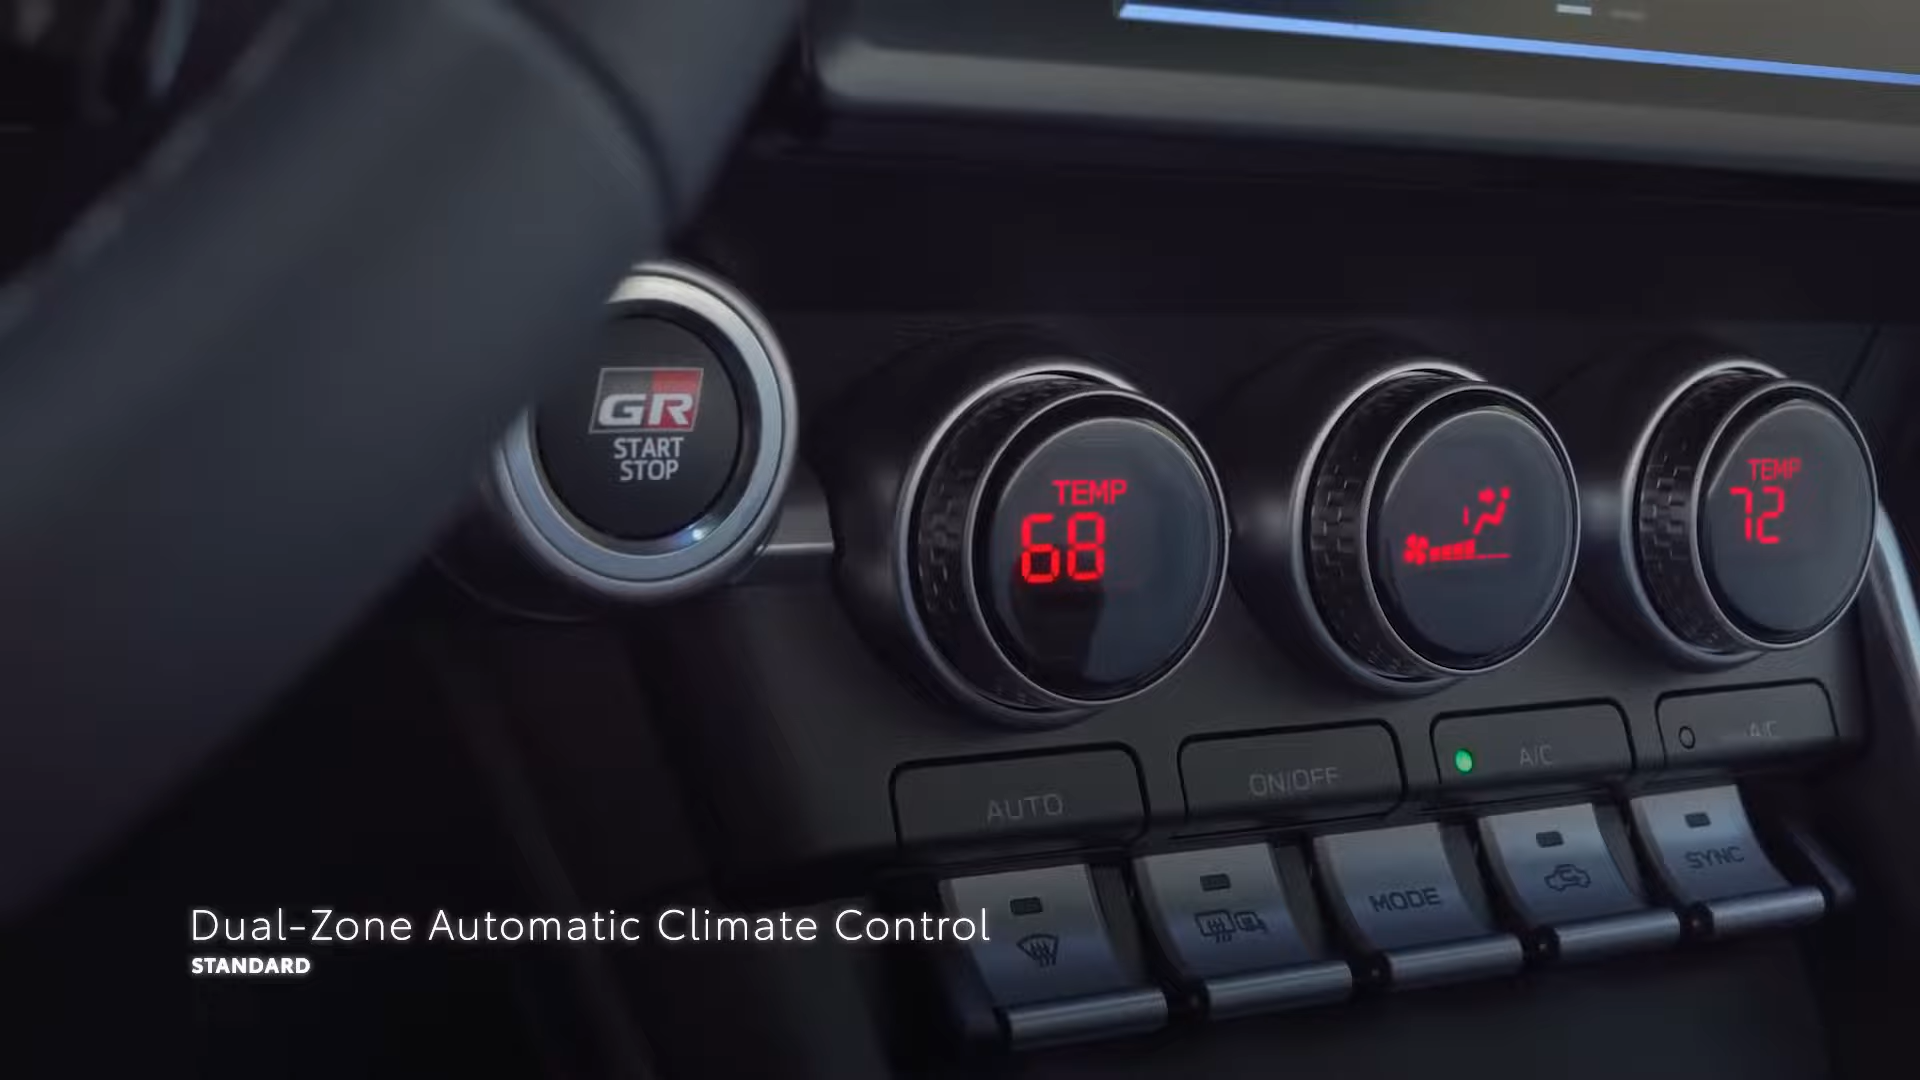 GR
START
STOP
TEMP
68
TEMP
72
AUTO
ON/OFF
A/C
A/C
MODE
SYNC
Dual-Zone Automatic Climate Control
STANDARD